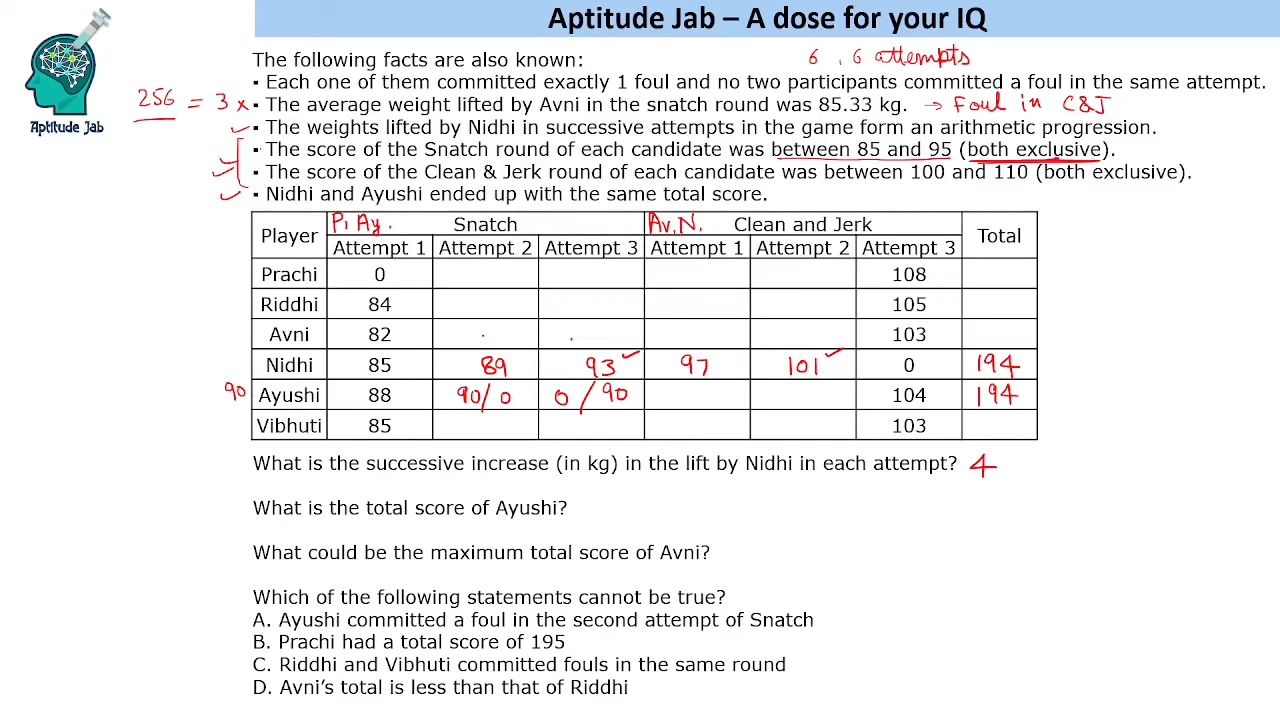 Aptitude Jab – A dose for your IQ
Aptitude Jab
The following facts are also known:
6 , 6 attempts
▪ Each one of them committed exactly 1 foul and no two participants committed a foul in the same attempt.
256 = 3 x
▪ The average weight lifted by Avni in the snatch round was 85.33 kg. → Foul in C&J
▪ The weights lifted by Nidhi in successive attempts in the game form an arithmetic progression.
▪ The score of the Snatch round of each candidate was between 85 and 95 (both exclusive).
▪ The score of the Clean & Jerk round of each candidate was between 100 and 110 (both exclusive).
▪ Nidhi and Ayushi ended up with the same total score.
Player P, Ay. Snatch Av, N. Clean and Jerk Total
Attempt 1 Attempt 2 Attempt 3 Attempt 1 Attempt 2 Attempt 3
Prachi 0 108
Riddhi 84 105
Avni 82 103
Nidhi 85 89 93 97 101 0 194
90 Ayushi 88 90/0 0/90 104 194
Vibhuti 85 103
What is the successive increase (in kg) in the lift by Nidhi in each attempt? 4
What is the total score of Ayushi?
What could be the maximum total score of Avni?
Which of the following statements cannot be true?
A. Ayushi committed a foul in the second attempt of Snatch
B. Prachi had a total score of 195
C. Riddhi and Vibhuti committed fouls in the same round
D. Avni's total is less than that of Riddhi